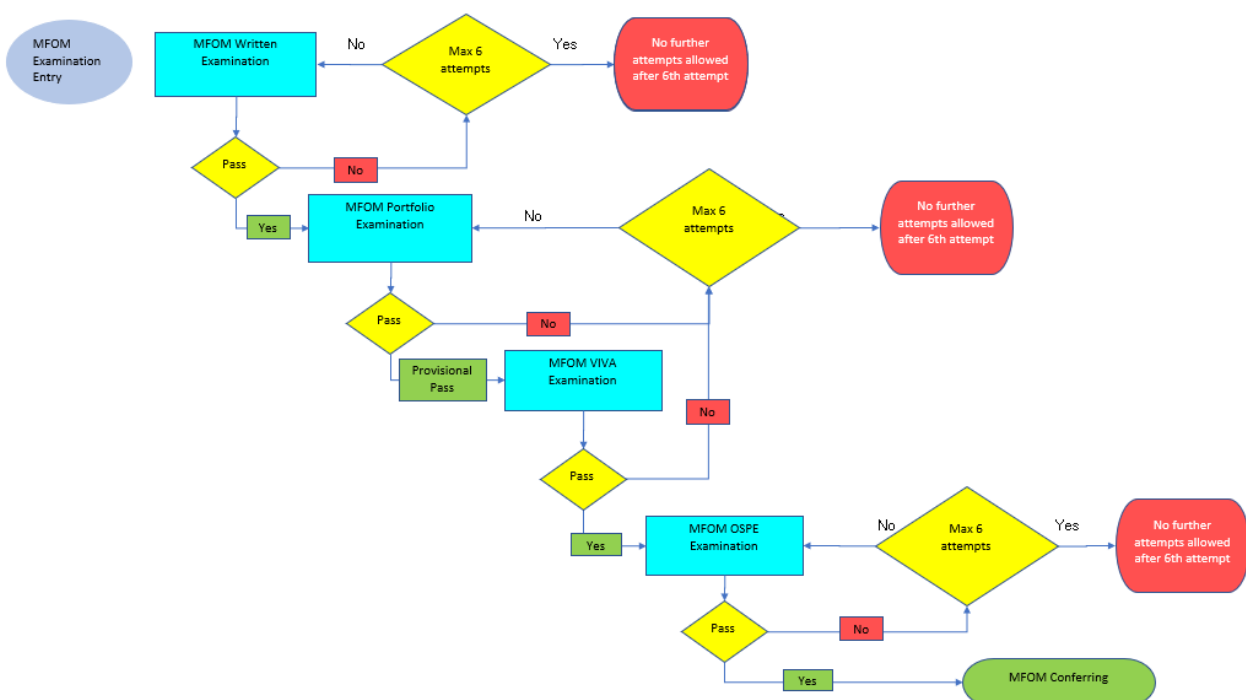 MFOM
Examination
Entry
MFOM Written
Examination
No
Max 6
attempts
Yes
No further
attempts allowed
after 6th attempt
Pass
No
Yes
MFOM Portfolio
Examination
No
Max 6
attempts
No further
attempts allowed
after 6th attempt
Pass
No
Provisional
Pass
MFOM VIVA
Examination
No
Pass
Yes
MFOM OSPE
Examination
No
Max 6
attempts
Yes
No further
attempts allowed
after 6th attempt
Pass
No
Yes
MFOM Conferring